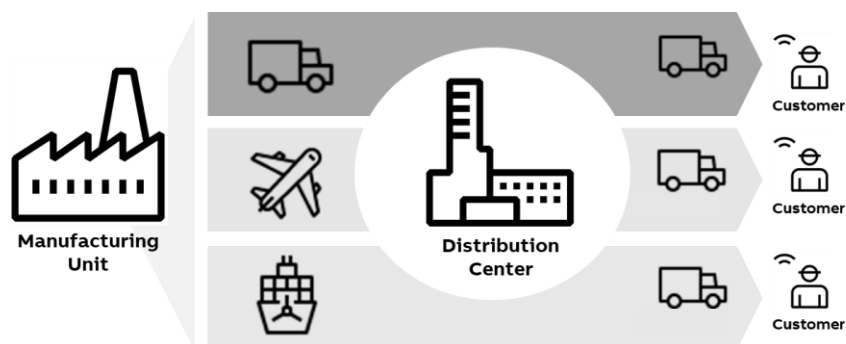 Manufacturing
Unit
Distribution
Center
Customer
Customer
Customer